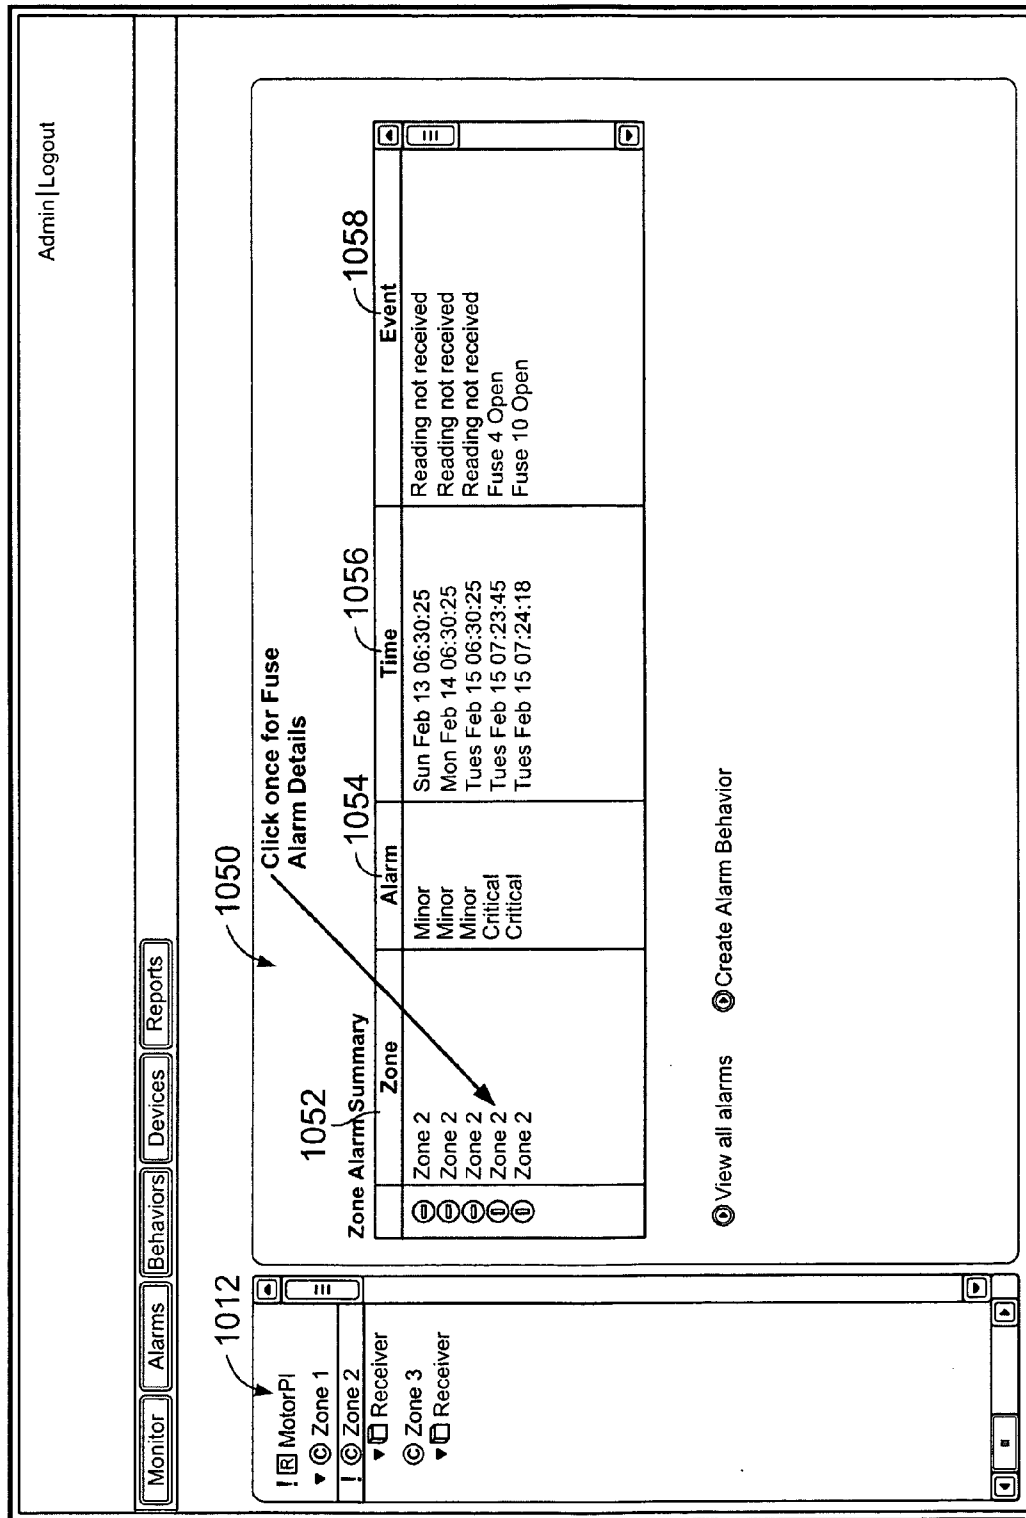 Admin|Logout
Monitor Alarms Behaviors Devices Reports
1012
! R MotorPI
C Zone 1
! C Zone 2
Receiver
C Zone 3
Receiver
1050
Click once for Fuse
Alarm Details
Zone Alarm Summary
1052 1054 1056 1058
Zone Alarm Time Event
Zone 2 Minor Sun Feb 13 06:30:25 Reading not received
Zone 2 Minor Mon Feb 14 06:30:25 Reading not received
Zone 2 Minor Tues Feb 15 06:30:25 Reading not received
Zone 2 Critical Tues Feb 15 07:23:45 Fuse 4 Open
Zone 2 Critical Tues Feb 15 07:24:18 Fuse 10 Open
View all alarms Create Alarm Behavior